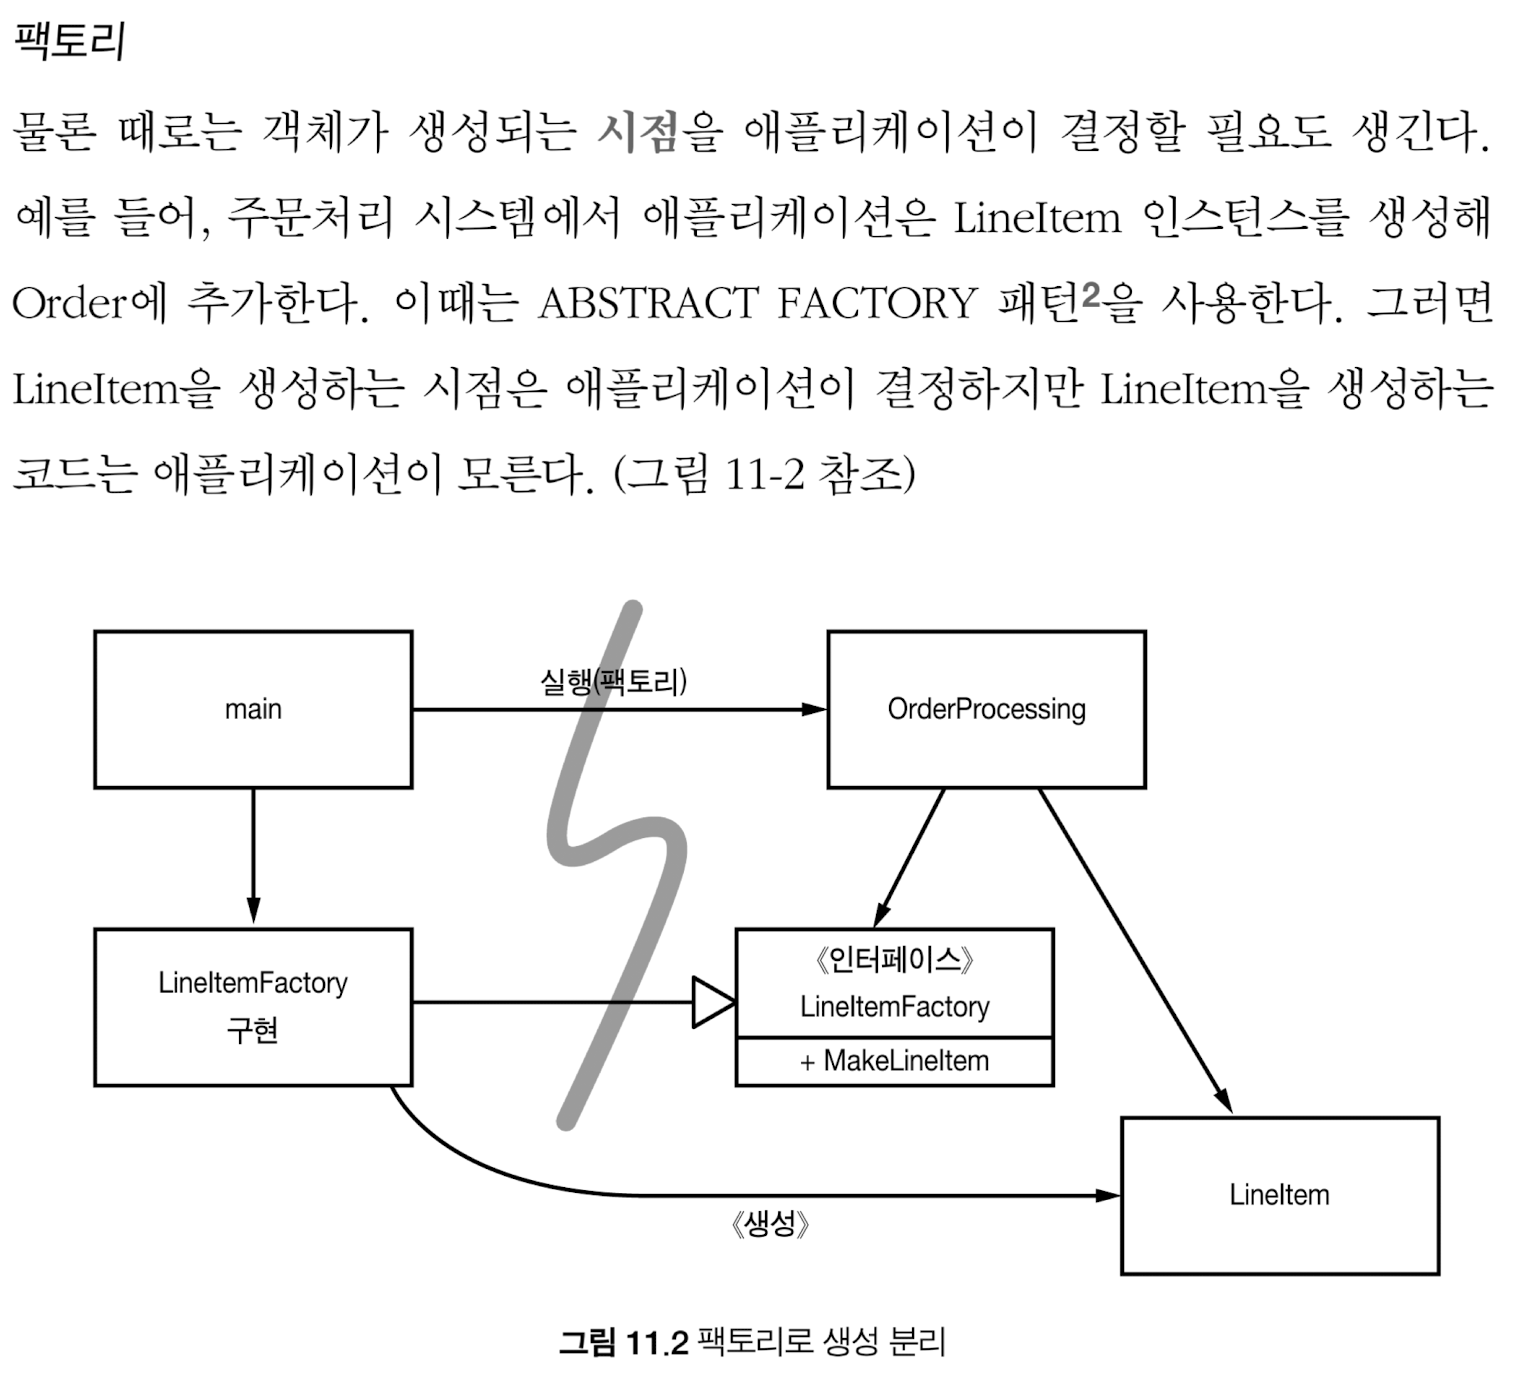 팩토리
물론 때로는 객체가 생성되는 시점을 애플리케이션이 결정할 필요도 생긴다.
예를 들어, 주문처리 시스템에서 애플리케이션은 LineItem 인스턴스를 생성해
Order에 추가한다. 이때는 ABSTRACT FACTORY 패턴2을 사용한다. 그러면
LineItem을 생성하는 시점은 애플리케이션이 결정하지만 LineItem을 생성하는
코드는 애플리케이션이 모른다. (그림 11-2 참조)
실행(팩토리)
main
OrderProcessing
LineItemFactory
구현
《인터페이스》
LineItemFactory
+ MakeLineItem
LineItem
《생성》
그림 11.2 팩토리로 생성 분리